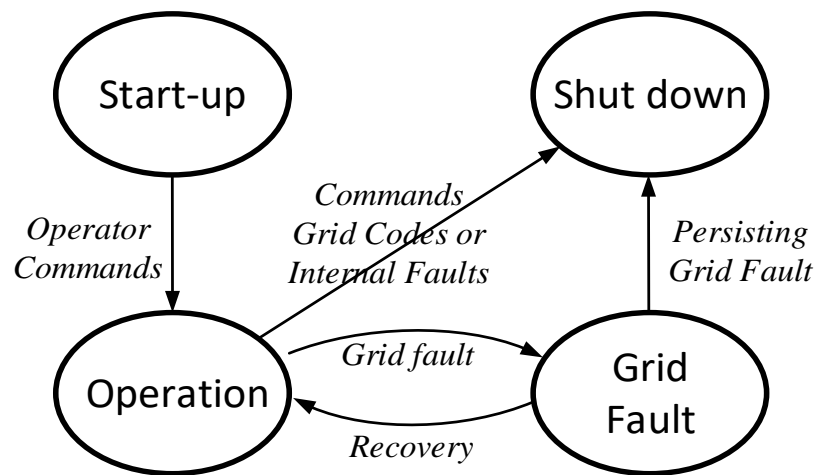 Start-up
Shut down
Operator
Commands
Commands
Grid Codes or
Internal Faults
Persisting
Grid Fault
Operation
Grid fault
Recovery
Grid
Fault